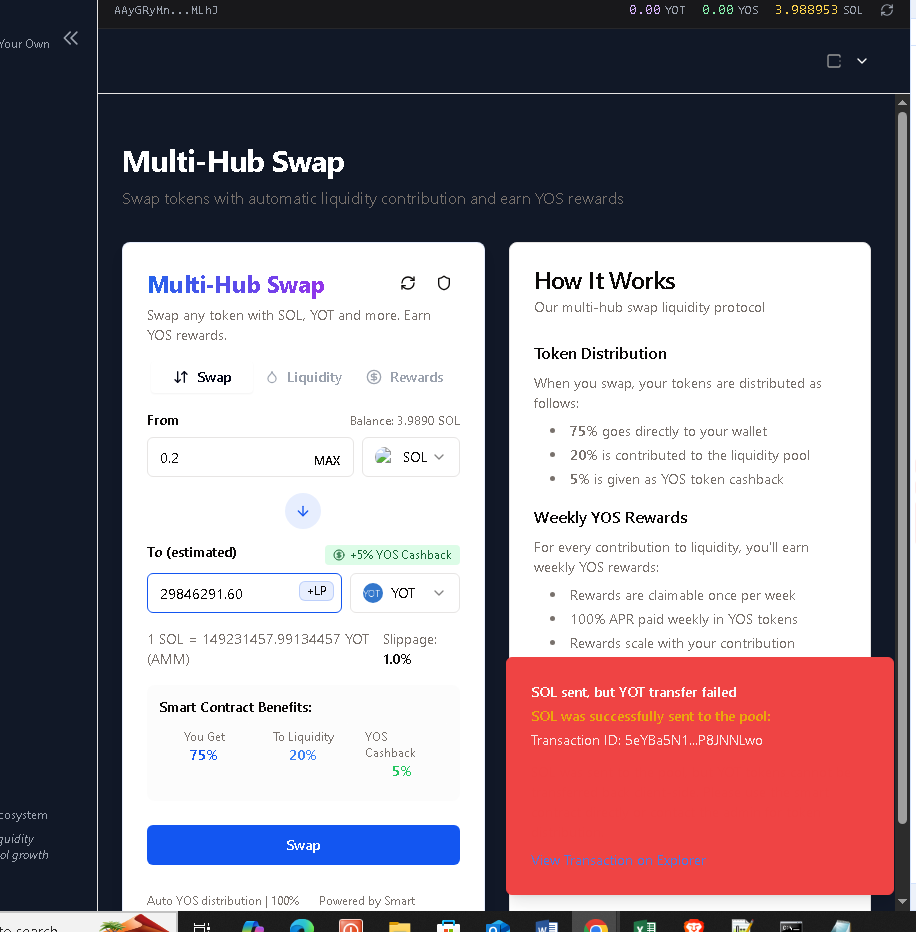 AAyGRyMn...MLhJ
0.00 YOT 0.00 YOS 3.988953 SOL
Your Own
Multi-Hub Swap
Swap tokens with automatic liquidity contribution and earn YOS rewards
Multi-Hub Swap
Swap any token with SOL, YOT and more. Earn
YOS rewards.
Swap Liquidity Rewards
From Balance: 3.9890 SOL
0.2 MAX SOL
To (estimated) +5% YOS Cashback
29846291.60 +LP YOT YOT
1 SOL = 149231457.99134457 YOT
(AMM)
Slippage:
1.0%
Smart Contract Benefits:
You Get
75%
To Liquidity
20%
YOS
Cashback
5%
Swap
Auto YOS distribution | 100% Powered by Smart
How It Works
Our multi-hub swap liquidity protocol
Token Distribution
When you swap, your tokens are distributed as
follows:
75% goes directly to your wallet
20% is contributed to the liquidity pool
5% is given as YOS token cashback
Weekly YOS Rewards
For every contribution to liquidity, you'll earn
weekly YOS rewards:
Rewards are claimable once per week
100% APR paid weekly in YOS tokens
Rewards scale with your contribution
SOL sent, but YOT transfer failed
SOL was successfully sent to the pool:
Transaction ID: 5eYBa5N1...P8JNNLwo
View Transaction on Explorer
cosystem
quidity
ol growth
to search